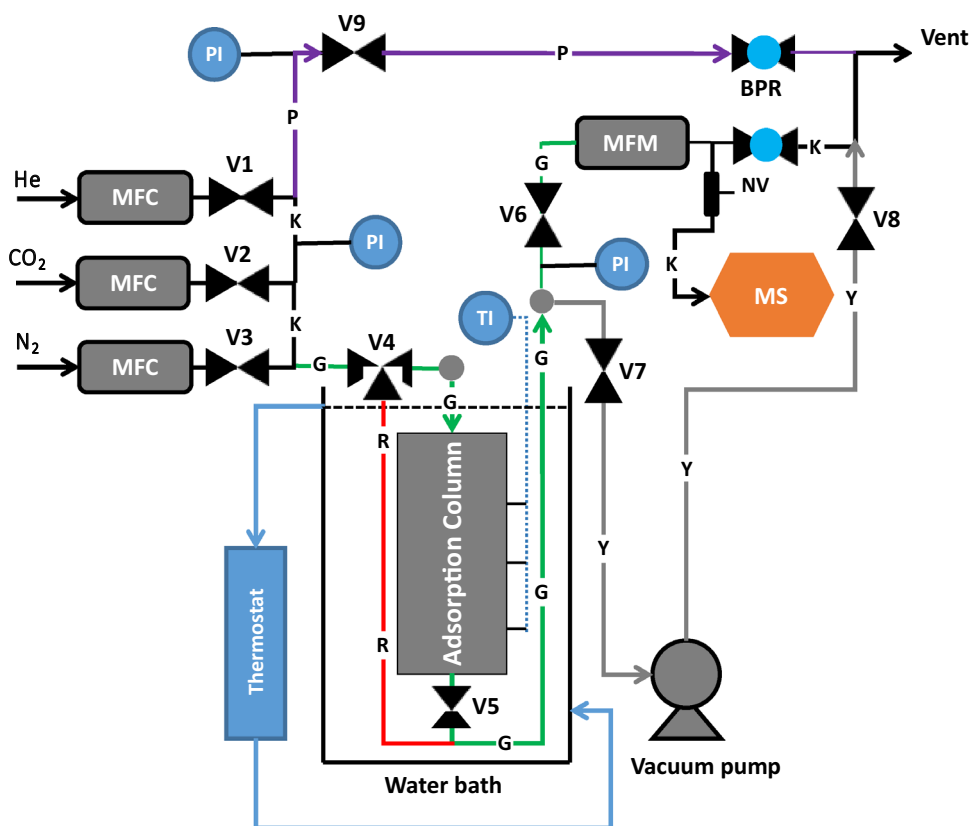 V9
PI
P
Vent
BPR
P
MFM
K
G
He
V1
NV
MFC
V6
V8
K
PI
CO₂
V2
PI
K
MFC
MS
Y
TI
K
N₂
V3
V4
G
V7
MFC
G
G
R
Adsorption Column
Y
Y
Thermostat
G
R
V5
G
Vacuum pump
Water bath